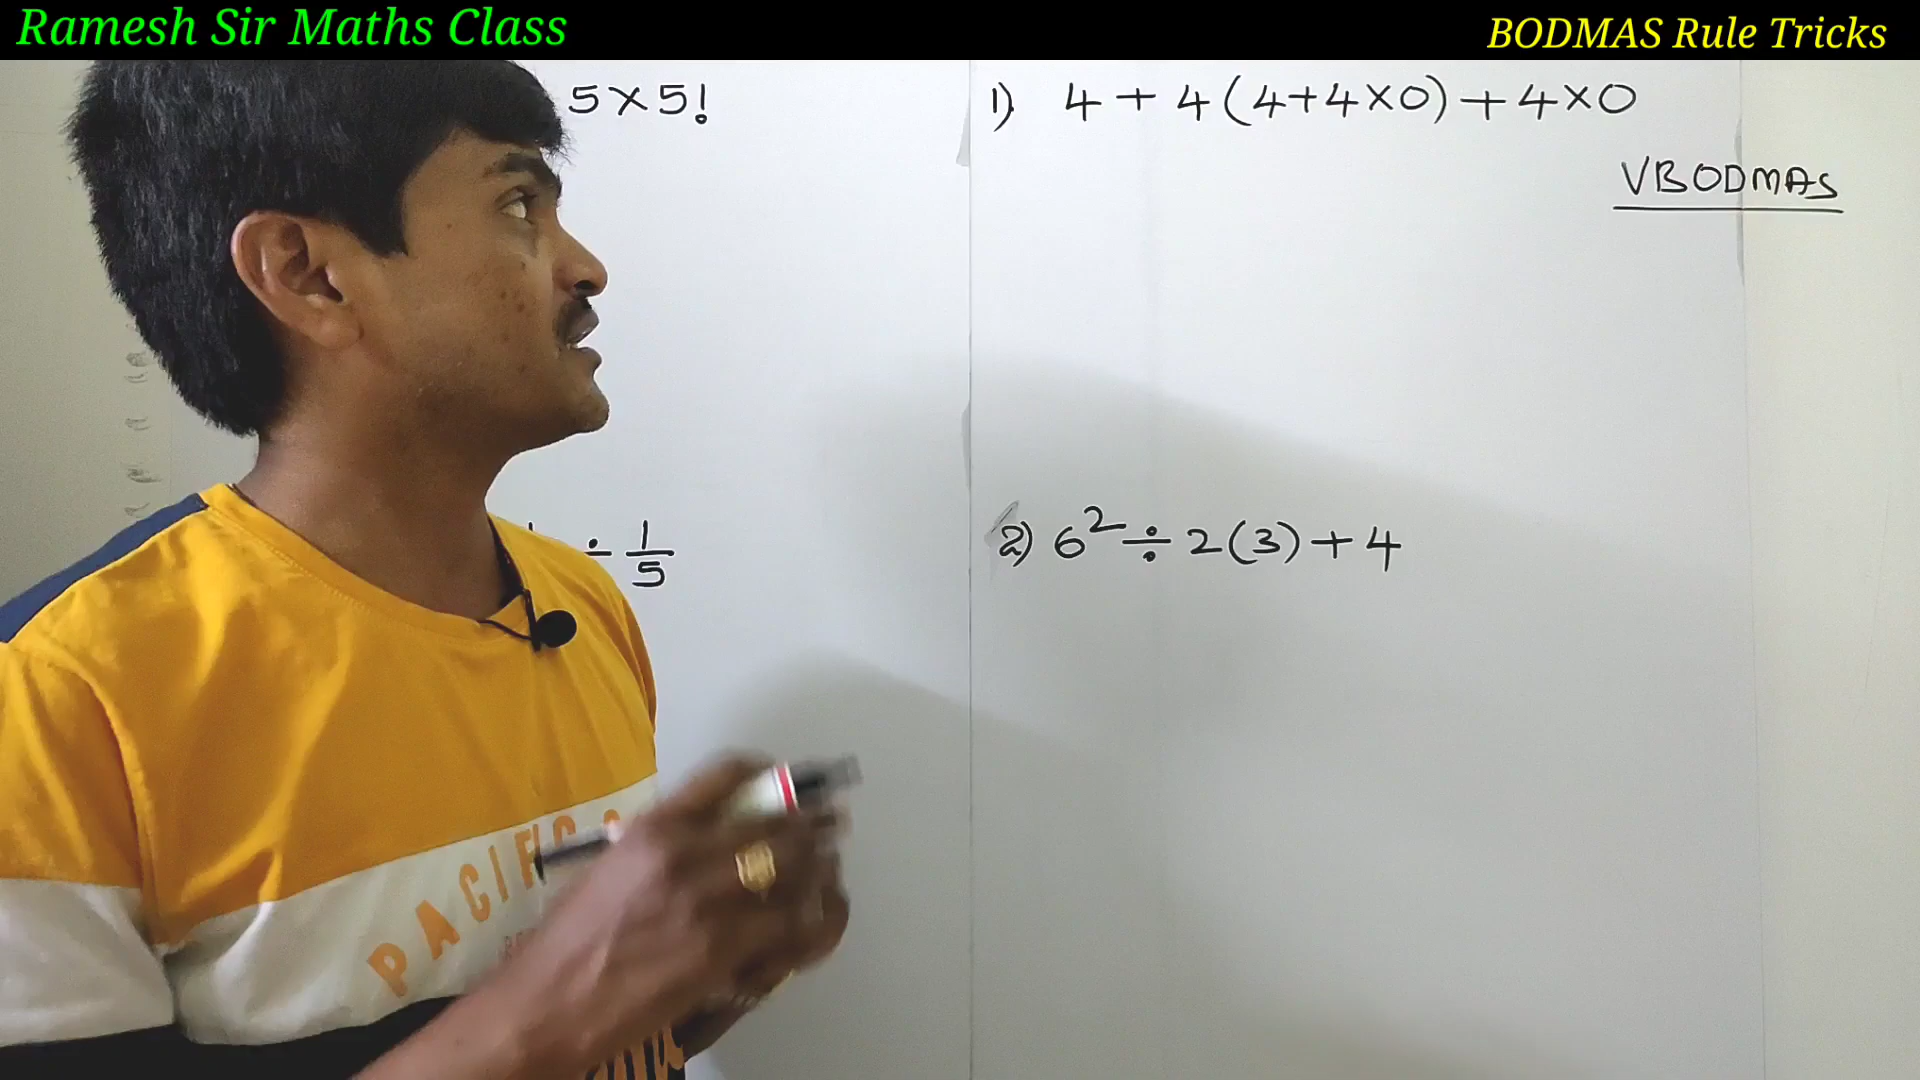 Ramesh Sir Maths Class
BODMAS Rule Tricks
5×5!
1) 4 + 4(4+4×0)+4×0
VBODMAS
÷ 1/5
2) 6² ÷ 2(3)+4
PACIFIC